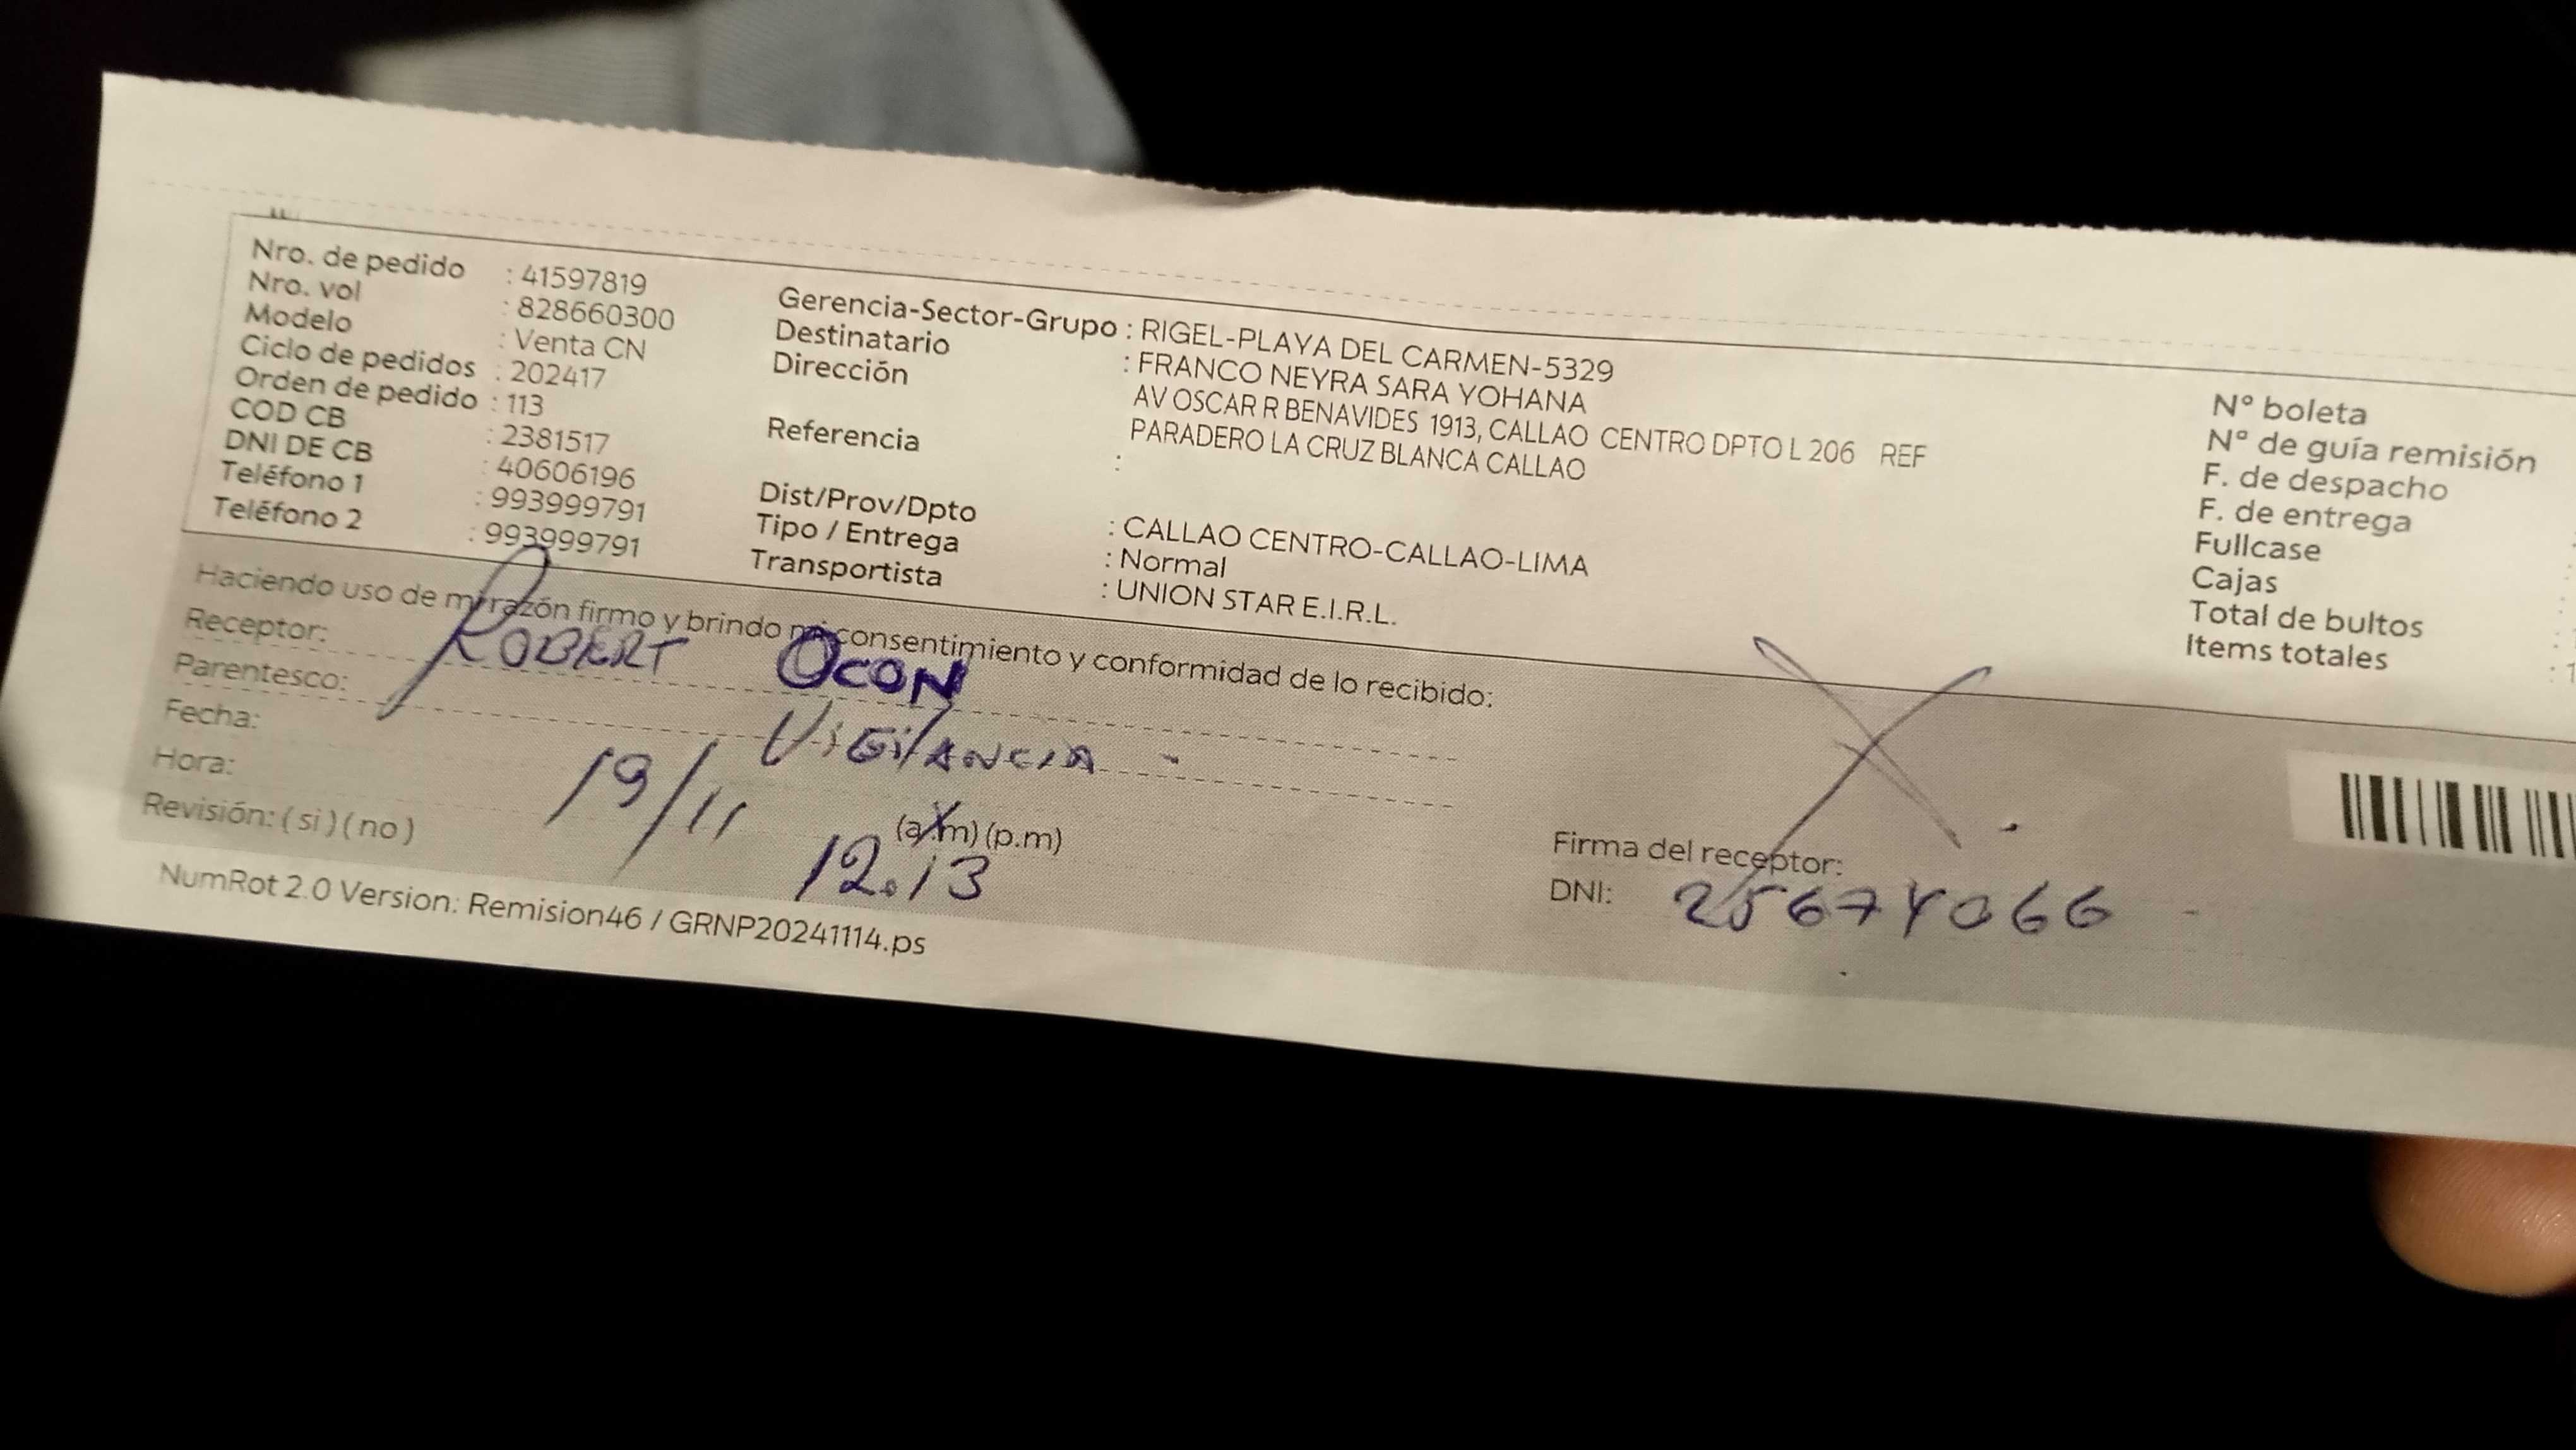 Nro. de pedido : 41597819
Nro. vol : 828660300
Modelo : Venta CN
Ciclo de pedidos : 202417
Orden de pedido : 113
COD CB : 2381517
DNI DE CB : 40606196
Teléfono 1 : 993999791
Teléfono 2 : 993999791
Gerencia-Sector-Grupo : RIGEL-PLAYA DEL CARMEN-5329
Destinatario : FRANCO NEYRA SARA YOHANA
Dirección AV OSCAR R BENAVIDES 1913, CALLAO CENTRO DPTO L 206 REF
PARADERO LA CRUZ BLANCA CALLAO
Referencia :
Dist/Prov/Dpto : CALLAO CENTRO-CALLAO-LIMA
Tipo / Entrega : Normal
Transportista : UNION STAR E.I.R.L.
N° boleta
N° de guía remisión
F. de despacho
F. de entrega
Fullcase
Cajas
Total de bultos
Items totales
Haciendo uso de mi razón firmo y brindo mi consentimiento y conformidad de lo recibido:
Receptor: ROBERT OCON
Parentesco: VIGILANCIA
Fecha: 19/11
Hora: 12.13 (a.m) (p.m)
Revisión: ( si ) ( no )
Firma del receptor:
DNI: 25674066
NumRot 2.0 Version: Remision46 / GRNP20241114.ps